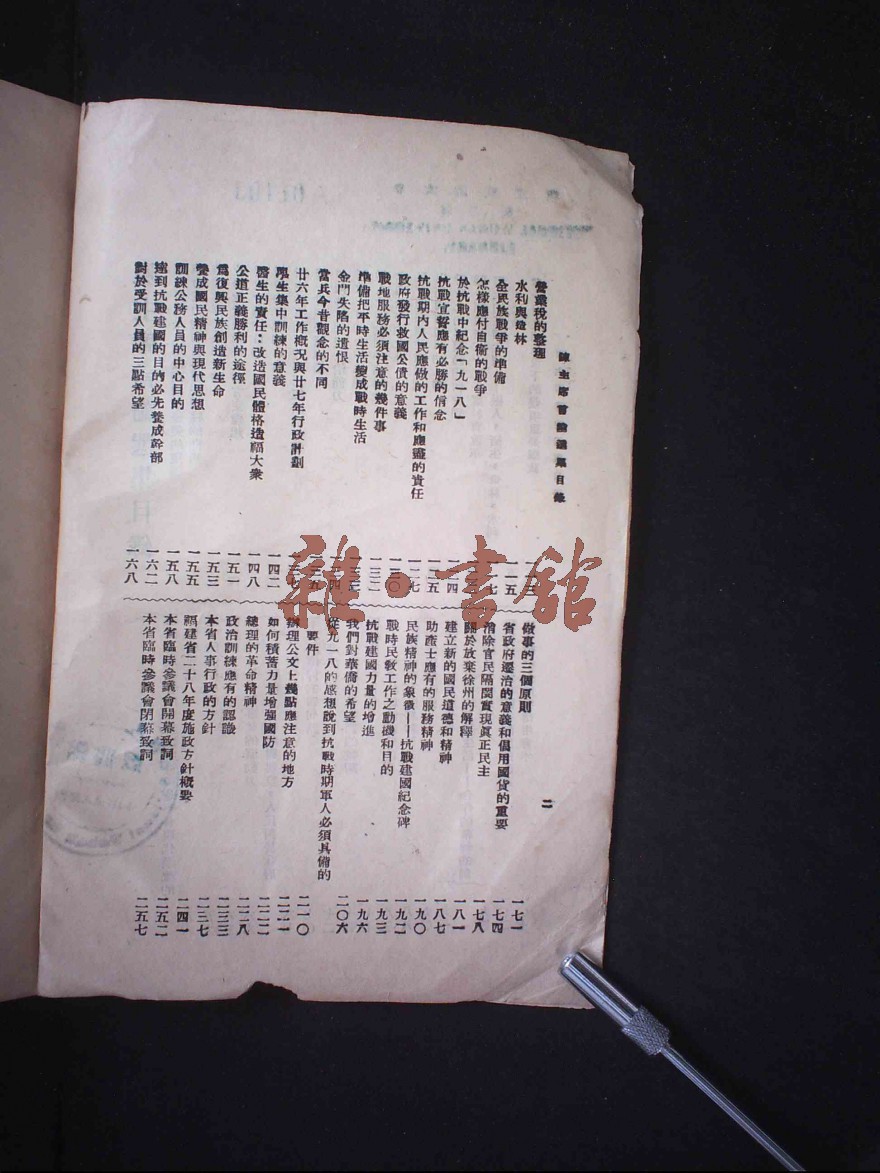 陳主席言論選集目錄
二
營業稅的整理
水利與造林 一一五
全民族戰爭的準備
怎樣應付自衛的戰爭
於抗戰中紀念「九一八」 一二四
抗戰宣誓應有必勝的信念 一二五
抗戰期內人民應做的工作和應盡的責任 一二七
政府發行救國公債的意義 一三〇
戰地服務必須注意的幾件事 一三二
準備把平時生活變成戰時生活
金門失陷的遺恨
當兵今昔觀念的不同
廿六年工作概況與廿七年行政計劃
學生集中訓練的意義 一四二
醫生的責任：改造國民體格造福大衆 一四八
公道正義勝利的途徑 一五一
為復興民族創造新生命 一五三
養成國民精神與現代思想 一五五
訓練公務人員的中心目的 一五八
達到抗戰建國的目的必先養成幹部 一六二
對於受訓人員的三點希望 一六八
做事的三個原則 一七一
省政府遷治的意義和倡用國貨的重要 一七四
消除官民隔閡實現眞正民主 一七八
關於放棄徐州的解釋 一八一
建立新的國民道德和精神 一八七
助產士應有的服務精神 一九〇
民族精神的象徵——抗戰建國紀念碑 一九二
戰時民教工作之動機和目的 一九三
抗戰建國力量的增進 一九六
我們對華僑的希望 二〇六
從九一八的感想說到抗戰時期軍人必須具備的
要件 二一〇
辦理公文上幾點應注意的地方 二二一
如何積蓄力量增强國防 二二二
總理的革命精神 二二八
政治訓練應有的認識 二三三
本省人事行政的方針 二三七
福建省二十八年度施政方針概要 二四一
本省臨時參議會開幕致詞 二五二
本省臨時參議會閉幕致詞 二五七
雜·書館